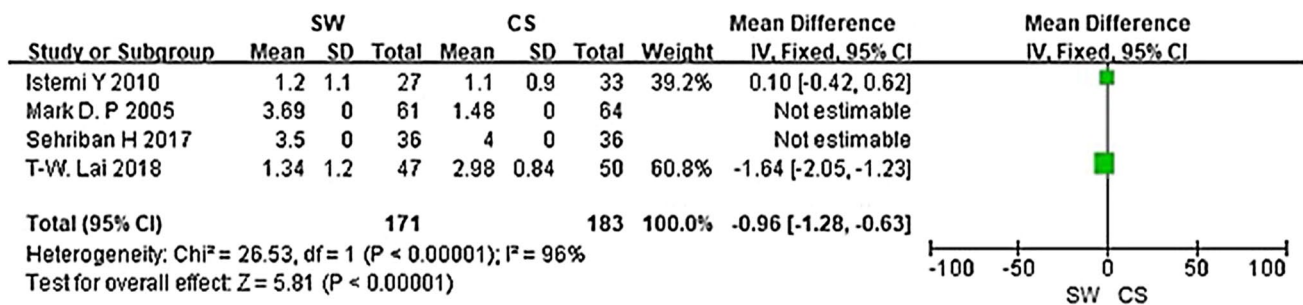 SW CS Mean Difference Mean Difference
Study or Subgroup Mean SD Total Mean SD Total Weight IV, Fixed, 95% CI IV, Fixed, 95% CI
Istemi Y 2010 1.2 1.1 27 1.1 0.9 33 39.2% 0.10 [-0.42, 0.62]
Mark D. P 2005 3.69 0 61 1.48 0 64 Not estimable
Sehriban H 2017 3.5 0 36 4 0 36 Not estimable
T-W. Lai 2018 1.34 1.2 47 2.98 0.84 50 60.8% -1.64 [-2.05, -1.23]
Total (95% CI) 171 183 100.0% -0.96 [-1.28, -0.63]
Heterogeneity: Chi² = 26.53, df = 1 (P < 0.00001); I² = 96%
Test for overall effect: Z = 5.81 (P < 0.00001)
-100 -50 0 50 100
SW CS